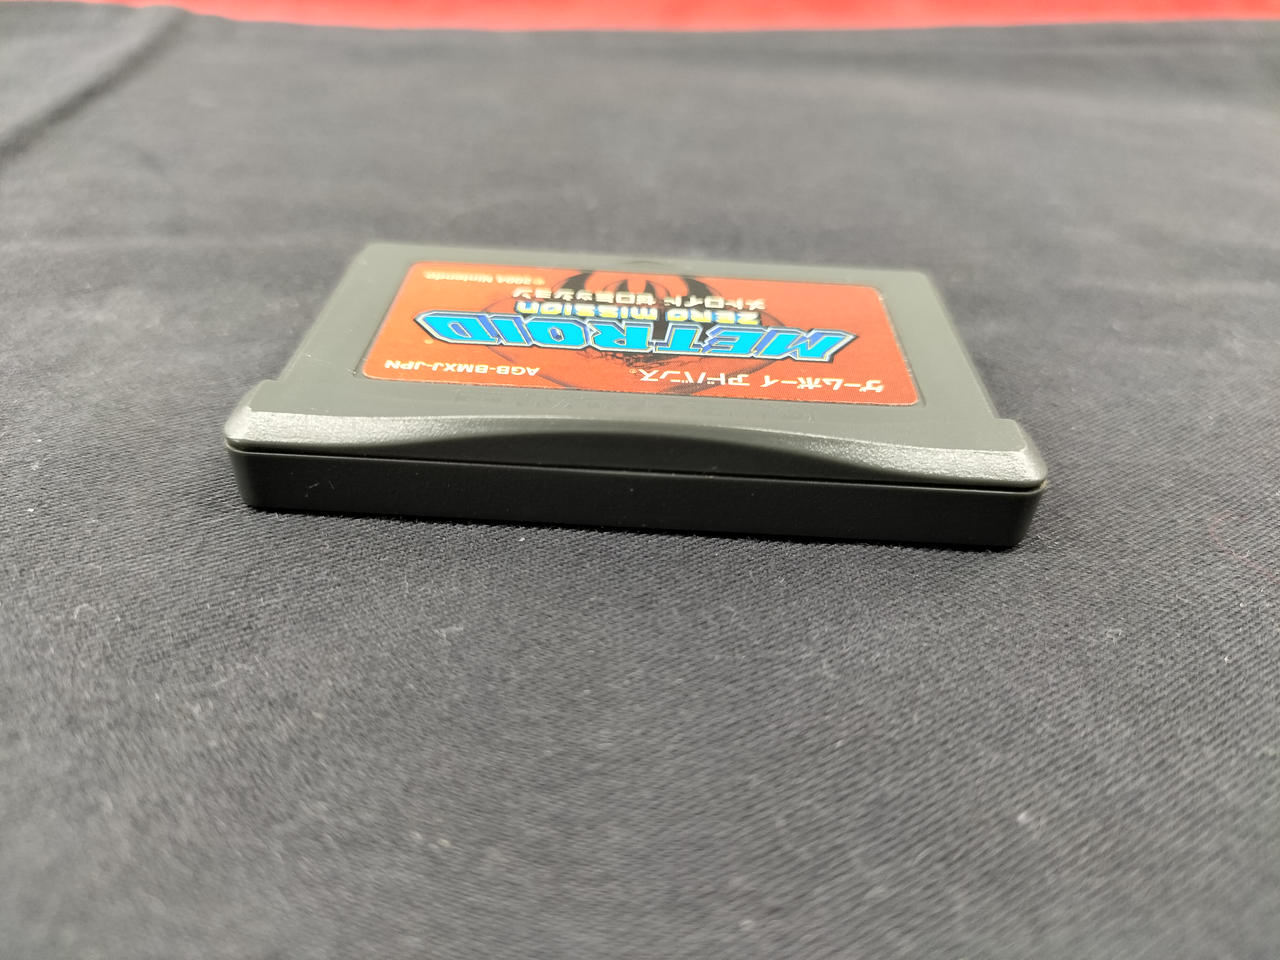 ゲームボーイ アドバンス。 AGB-BMXJ-JPN
METROID®
ZERO MISSION
メトロイド ゼロミッション
© 2004 Nintendo